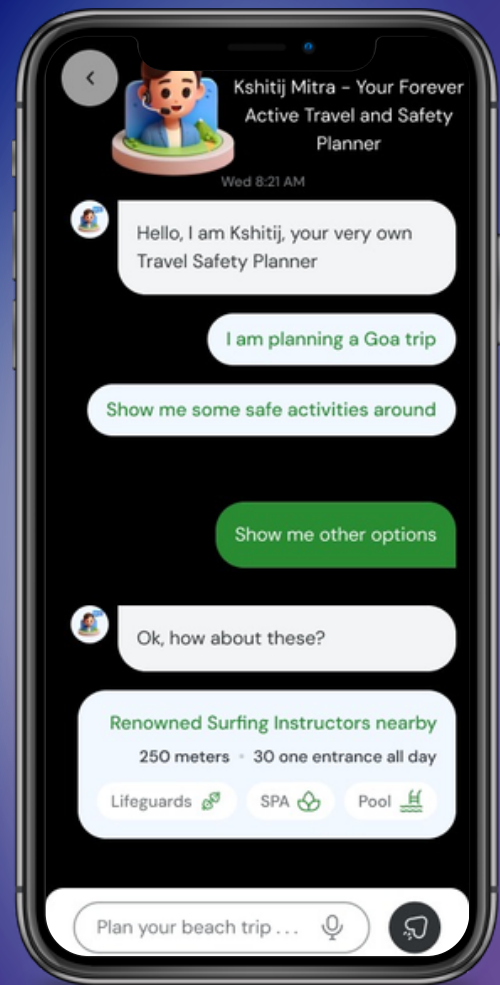 Kshitij Mitra - Your Forever
Active Travel and Safety
Planner
Wed 8:21 AM
Hello, I am Kshitij, your very own
Travel Safety Planner
I am planning a Goa trip
Show me some safe activities around
Show me other options
Ok, how about these?
Renowned Surfing Instructors nearby
250 meters • 30 one entrance all day
Lifeguards SPA Pool
Plan your beach trip . . .